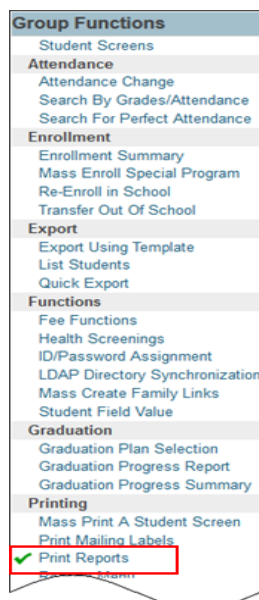 Group Functions
Student Screens
Attendance
Attendance Change
Search By Grades/Attendance
Search For Perfect Attendance
Enrollment
Enrollment Summary
Mass Enroll Special Program
Re-Enroll in School
Transfer Out Of School
Export
Export Using Template
List Students
Quick Export
Functions
Fee Functions
Health Screenings
ID/Password Assignment
LDAP Directory Synchronization
Mass Create Family Links
Student Field Value
Graduation
Graduation Plan Selection
Graduation Progress Report
Graduation Progress Summary
Printing
Mass Print A Student Screen
Print Mailing Labels
Print Reports